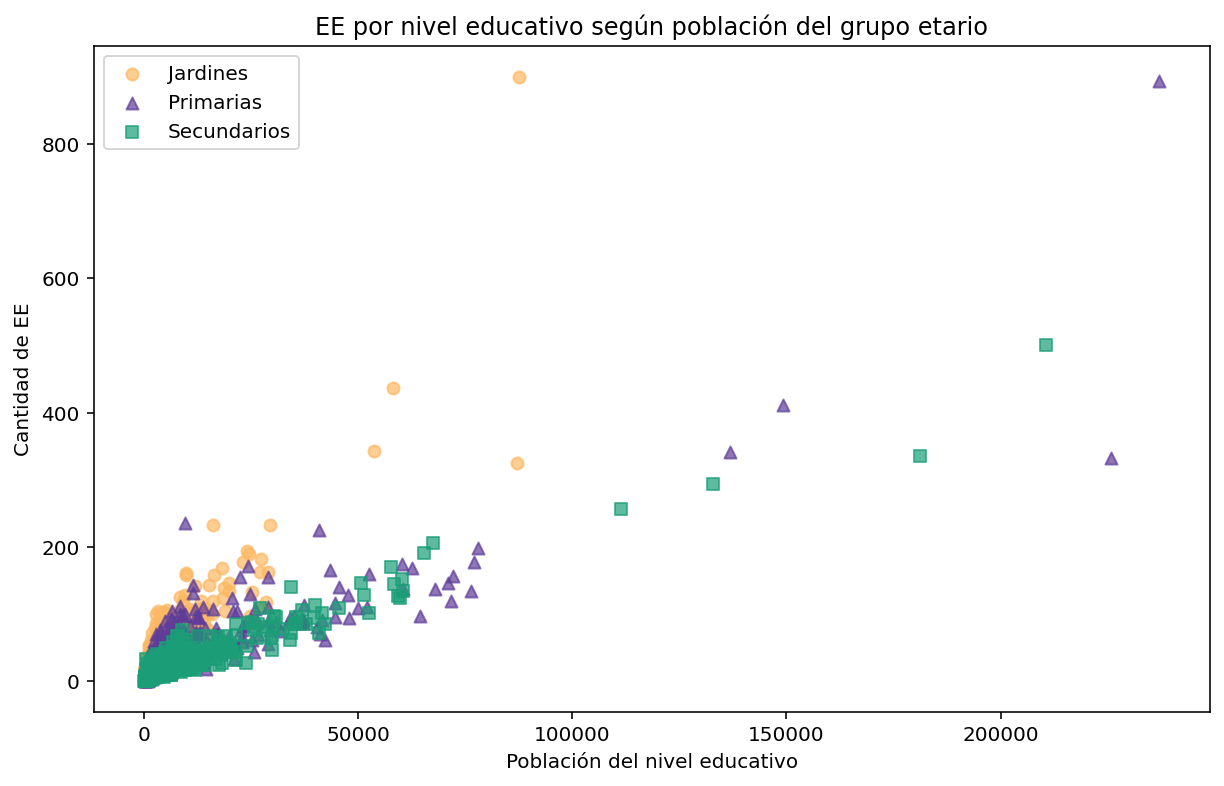 EE por nivel educativo según población del grupo etario
Jardines
Primarias
Secundarios
Cantidad de EE
800
600
400
200
0
0
50000
100000
150000
200000
Población del nivel educativo